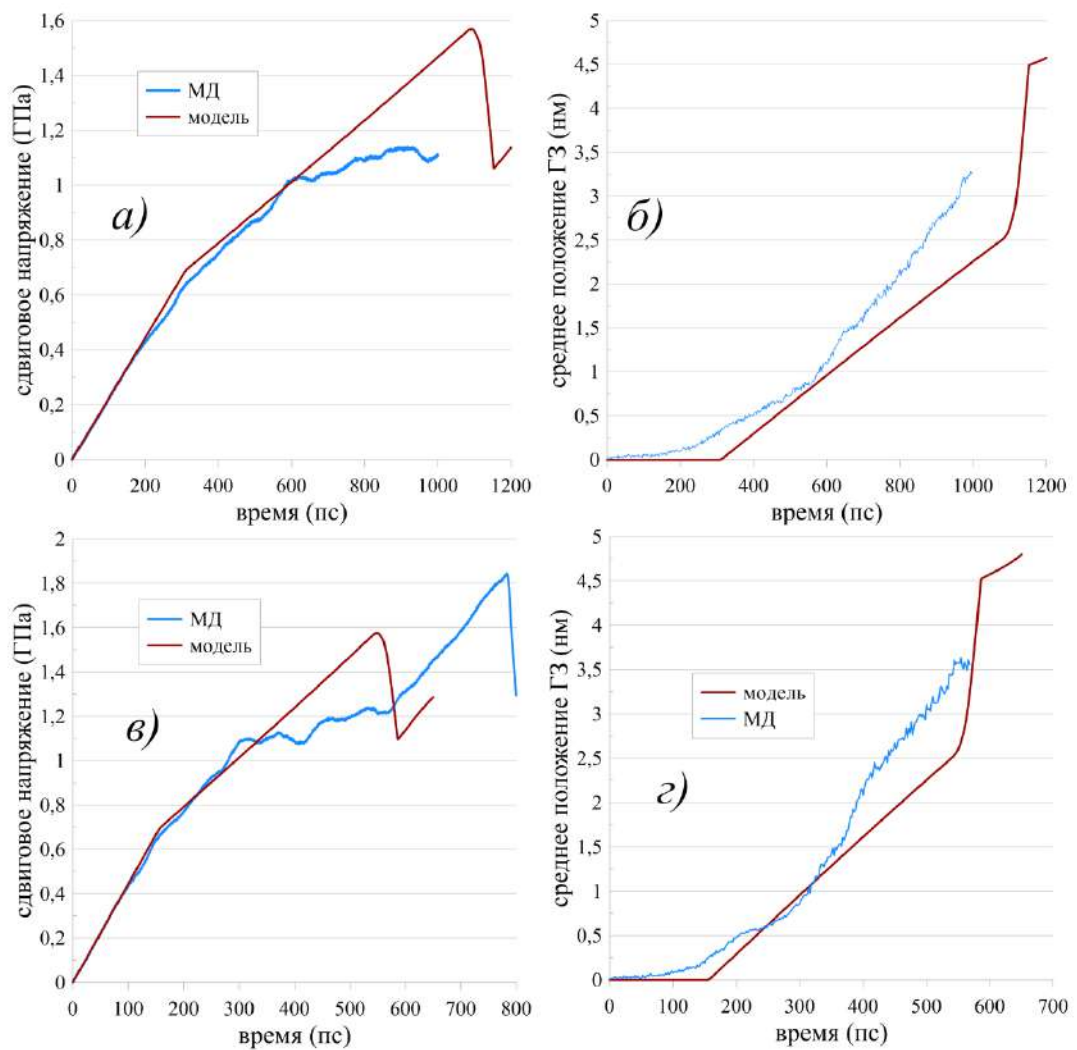 сдвиговое напряжение (ГПа)
1,6
1,4
1,2
1
0,8
0,6
0,4
0,2
0
МД
модель
а)
0 200 400 600 800 1000 1200
время (пс)
среднее положение ГЗ (нм)
5
4,5
4
3,5
3
2,5
2
1,5
1
0,5
0
б)
0 200 400 600 800 1000 1200
время (пс)
сдвиговое напряжение (ГПа)
2
1,8
1,6
1,4
1,2
1
0,8
0,6
0,4
0,2
0
МД
модель
в)
0 100 200 300 400 500 600 700 800
время (пс)
среднее положение ГЗ (нм)
5
4,5
4
3,5
3
2,5
2
1,5
1
0,5
0
модель
МД
г)
0 100 200 300 400 500 600 700
время (пс)